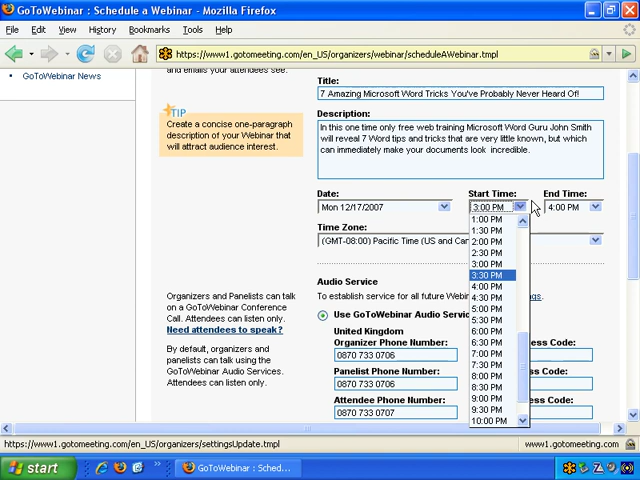 GoToWebinar : Schedule a Webinar - Mozilla Firefox
File Edit View History Bookmarks Tools Help
https://www1.gotomeeting.com/en_US/organizers/webinar/scheduleAWebinar.tmpl
GoToWebinar News
and emails your attendees see.
TIP
Create a concise one-paragraph
description of your Webinar that
will attract audience interest.
Title:
7 Amazing Microsoft Word Tricks You've Probably Never Heard Of!
Description:
In this one time only free web training Microsoft Word Guru John Smith
will reveal 7 Word tips and tricks that are very little known, but which
can immediately make your documents look incredible.
Date: Start Time: End Time:
Mon 12/17/2007 3:00 PM 4:00 PM
Time Zone:
(GMT-08:00) Pacific Time (US and Can
1:00 PM
1:30 PM
2:00 PM
2:30 PM
3:00 PM
3:30 PM
4:00 PM
4:30 PM
5:00 PM
5:30 PM
6:00 PM
6:30 PM
7:00 PM
7:30 PM
8:00 PM
8:30 PM
9:00 PM
9:30 PM
10:00 PM
Organizers and Panelists can talk
on a GoToWebinar Conference
Call. Attendees can listen only.
Need attendees to speak?
By default, organizers and
panelists can talk using the
GoToWebinar Audio Services.
Attendees can listen only.
Audio Service
To establish service for all future Webin ngs.
Use GoToWebinar Audio Servic
United Kingdom
Organizer Phone Number: ess Code:
0870 733 0706
Panelist Phone Number: ess Code:
0870 733 0706
Attendee Phone Number: ess Code:
0870 733 0707
https://www1.gotomeeting.com/en_US/organizers/settingsUpdate.tmpl www1.gotomeeting.com
start GoToWebinar : Sched...